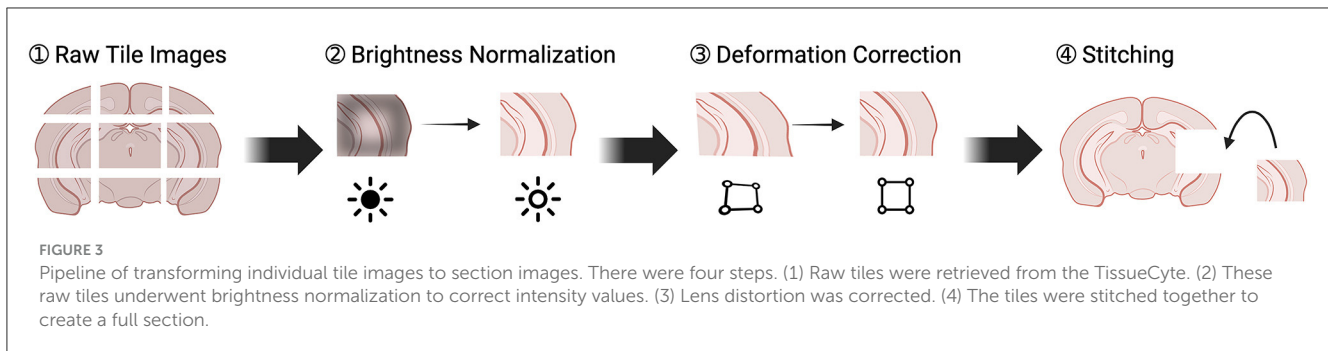 ① Raw Tile Images
② Brightness Normalization
③ Deformation Correction
④ Stitching
FIGURE 3
Pipeline of transforming individual tile images to section images. There were four steps. (1) Raw tiles were retrieved from the TissueCyte. (2) These
raw tiles underwent brightness normalization to correct intensity values. (3) Lens distortion was corrected. (4) The tiles were stitched together to
create a full section.